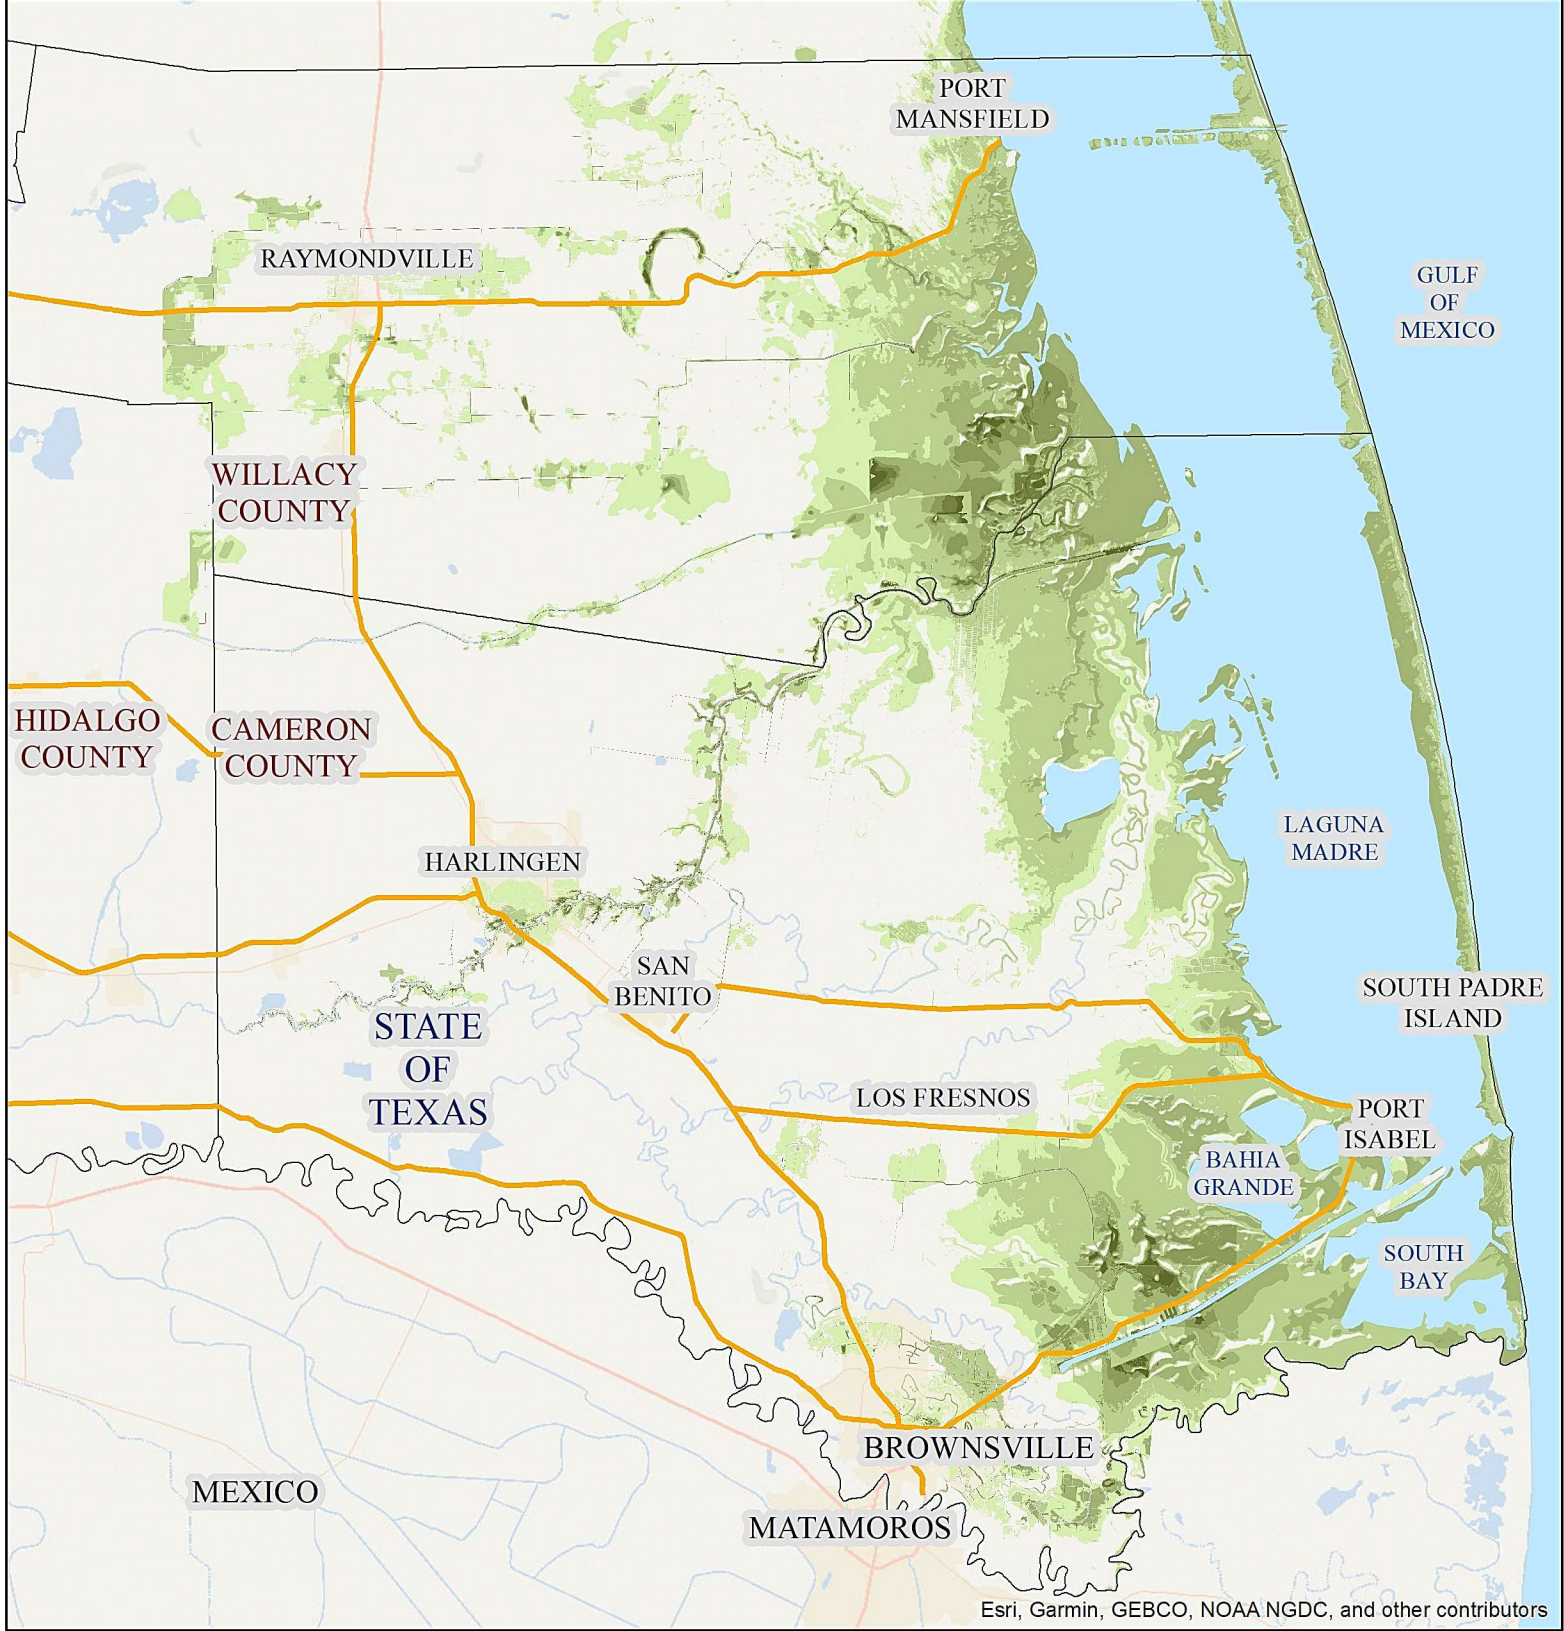 PORT
MANSFIELD
RAYMONDVILLE
GULF
OF
MEXICO
WILLACY
COUNTY
HIDALGO
COUNTY
CAMERON
COUNTY
LAGUNA
MADRE
HARLINGEN
SAN
BENITO
SOUTH PADRE
ISLAND
STATE
OF
TEXAS
LOS FRESNOS
PORT
ISABEL
BAHIA
GRANDE
SOUTH
BAY
BROWNSVILLE
MEXICO
MATAMOROS
Esri, Garmin, GEBCO, NOAA NGDC, and other contributors